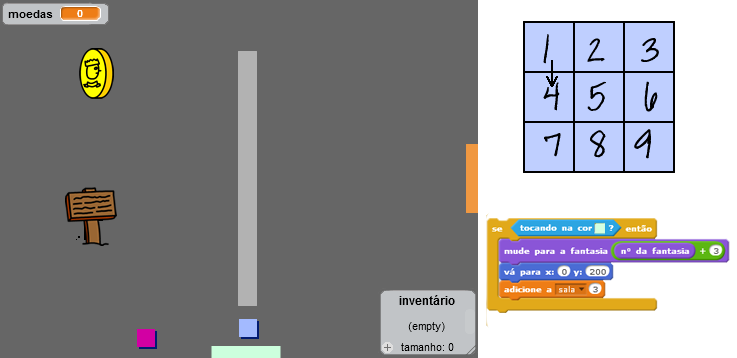 moedas 0
1 2 3
4 5 6
7 8 9
se tocando na cor ? então
mude para a fantasia nº da fantasia + 3
vá para x: 0 y: 200
adicione a sala 3
inventário
(empty)
+ tamanho: 0